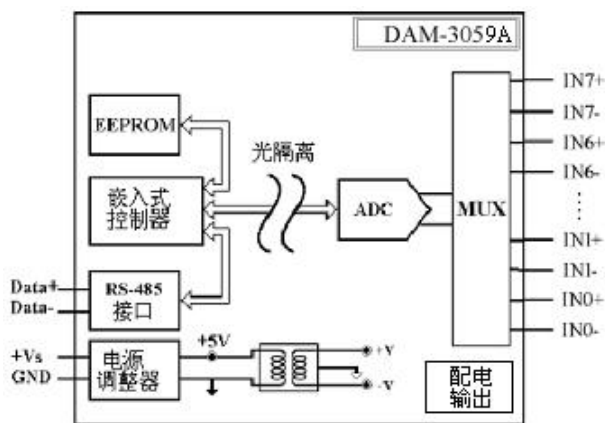 DAM-3059A
EEPROM
嵌入式
控制器
光隔离
ADC
MUX
IN7+
IN7-
IN6+
IN6-
IN1+
IN1-
IN0+
IN0-
Data+
Data-
RS-485
接口
+Vs
GND
电源
调整器
+5V
+V
-V
配电
输出